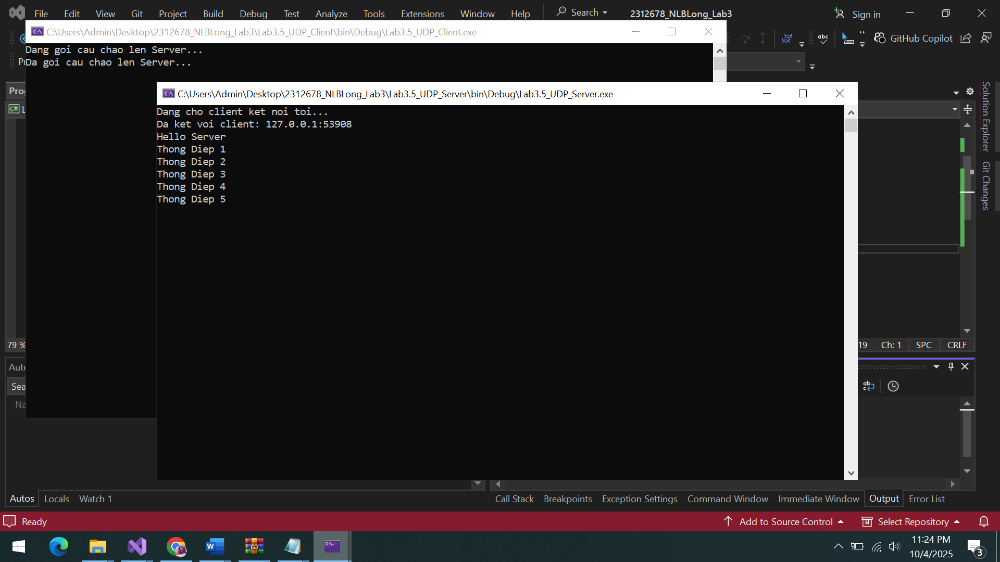 File Edit View Git Project Build Debug Test Analyze Tools Extensions Window Help Search 2312678_NLBLong_Lab3 Sign in
C:\Users\Admin\Desktop\2312678_NLBLong_Lab3\Lab3.5_UDP_Client\bin\Debug\Lab3.5_UDP_Client.exe
GitHub Copilot
Dang goi cau chao len Server...
Da goi cau chao len Server...
C:\Users\Admin\Desktop\2312678_NLBLong_Lab3\Lab3.5_UDP_Server\bin\Debug\Lab3.5_UDP_Server.exe
Dang cho client ket noi toi...
Da ket voi client: 127.0.0.1:53908
Hello Server
Thong Diep 1
Thong Diep 2
Thong Diep 3
Thong Diep 4
Thong Diep 5
Solution Explorer
Git Changes
79 % 19 Ch: 1 SPC CRLF
Autos Locals Watch 1 Call Stack Breakpoints Exception Settings Command Window Immediate Window Output Error List
Ready Add to Source Control Select Repository
11:24 PM
10/4/2025
3